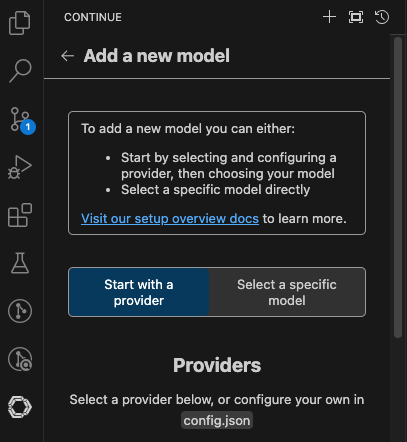 CONTINUE
Add a new model
To add a new model you can either:
Start by selecting and configuring a
provider, then choosing your model
Select a specific model directly
Visit our setup overview docs to learn more.
Start with a
provider
Select a specific
model
1
Providers
Select a provider below, or configure your own in
config.json